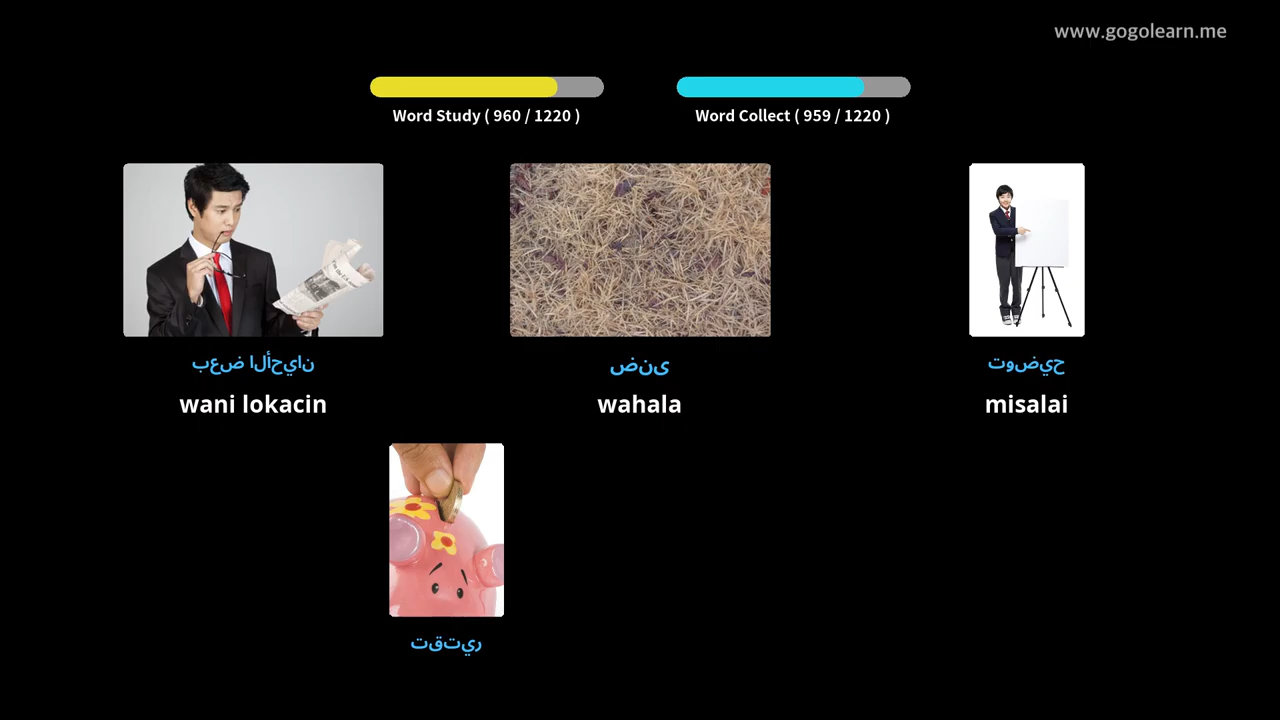 www.gogolearn.me
Word Study ( 960 / 1220 )
Word Collect ( 959 / 1220 )
بعض الأحيان
wani lokacin
ضنى
wahala
توضيح
misalai
تقتير